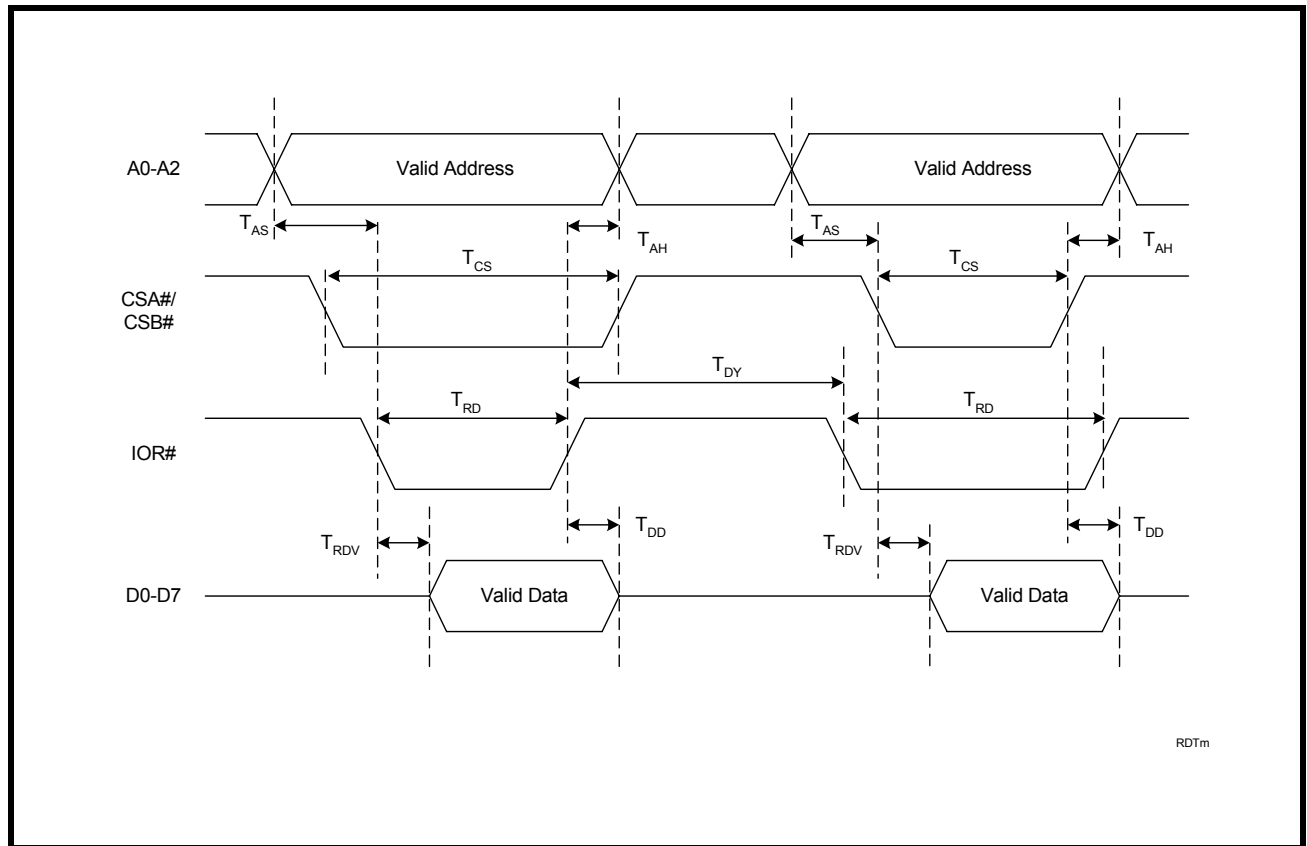 A0-A2
Valid Address
Valid Address
TAS
TAH
TAS
TAH
TCS
TCS
CSA#/
CSB#
TDY
TRD
TRD
IOR#
TRDV
TDD
TRDV
TDD
D0-D7
Valid Data
Valid Data
RDTm